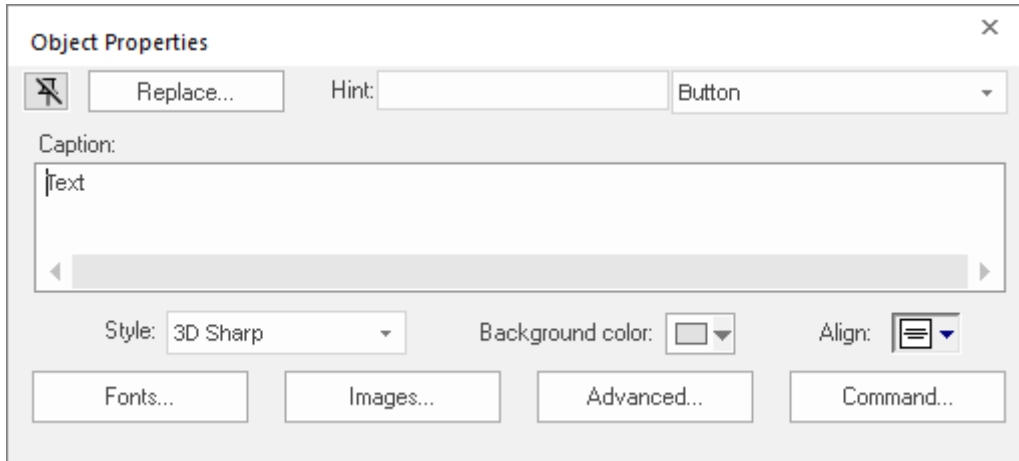 Object Properties
Replace... Hint: Button
Caption:
Text
Style: 3D Sharp Background color: Align:
Fonts... Images... Advanced... Command...